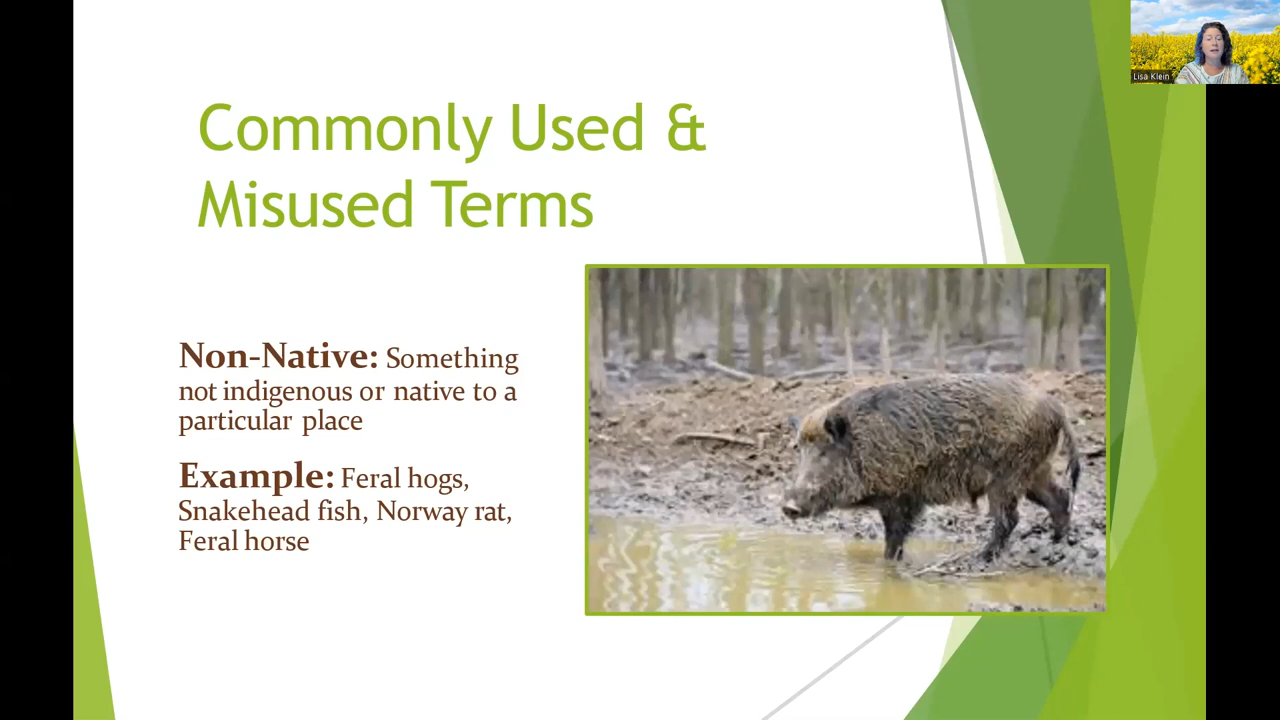 Commonly Used &
Misused Terms
Non-Native: Something
not indigenous or native to a
particular place
Example: Feral hogs,
Snakehead fish, Norway rat,
Feral horse
Lisa Klein